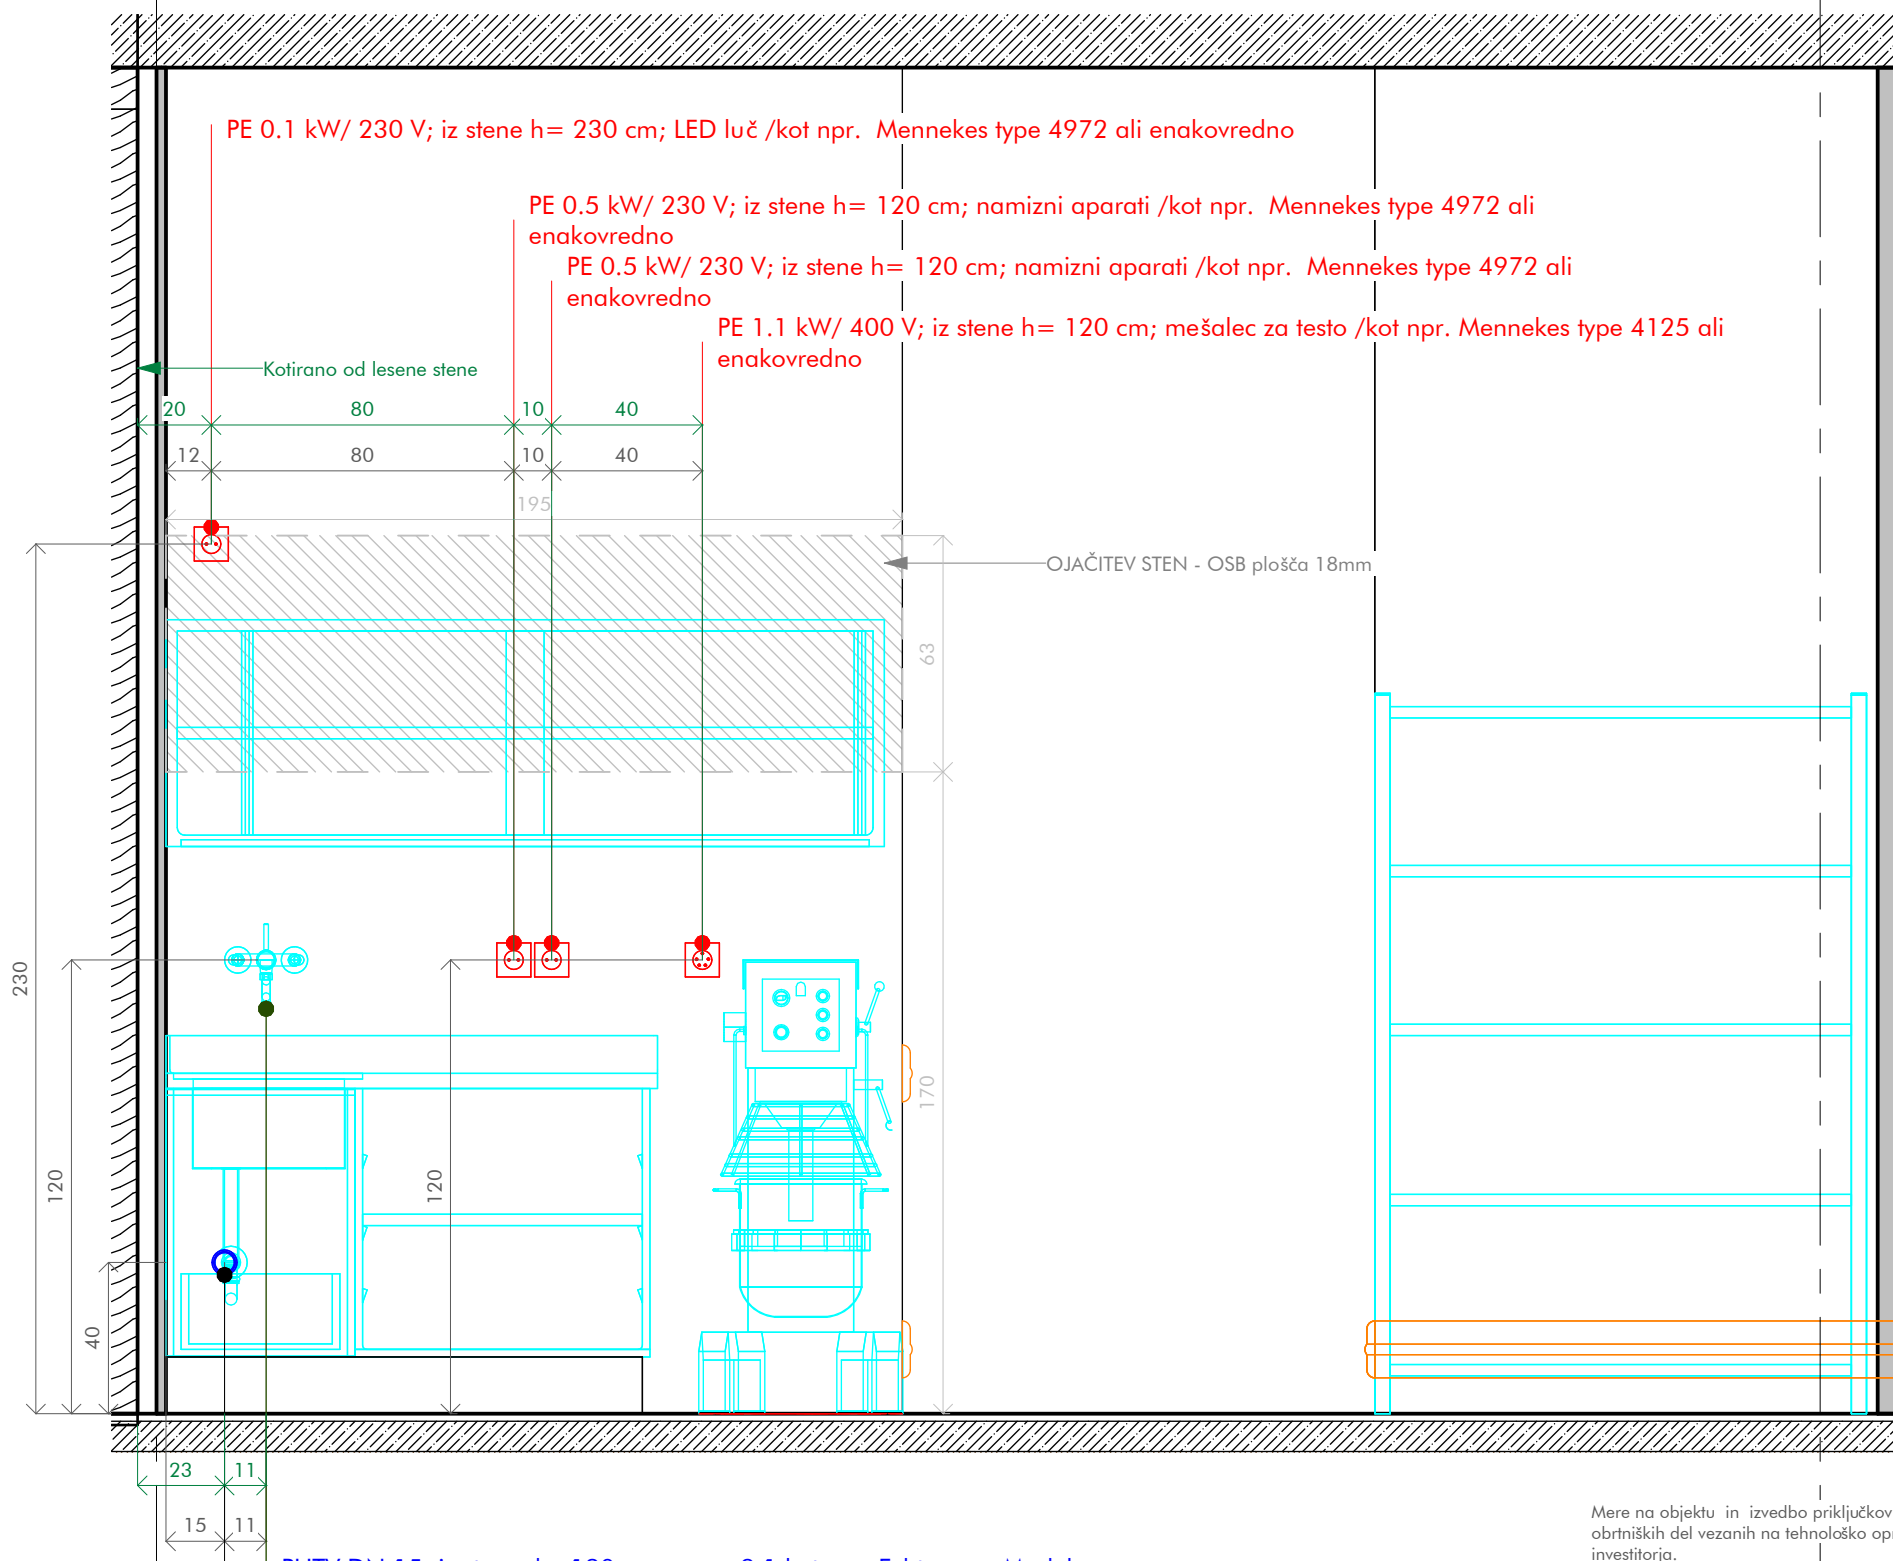 PE 0.1 kW/ 230 V; iz stene h= 230 cm; LED luč /kot npr. Mennekes type 4972 ali enakovredno
PE 0.5 kW/ 230 V; iz stene h= 120 cm; namizni aparati /kot npr. Mennekes type 4972 ali
enakovredno
PE 0.5 kW/ 230 V; iz stene h= 120 cm; namizni aparati /kot npr. Mennekes type 4972 ali
enakovredno
PE 1.1 kW/ 400 V; iz stene h= 120 cm; mešalec za testo /kot npr. Mennekes type 4125 ali
enakovredno
Kotirano od lesene stene
20 80 10 40
12 80 10 40
195
OJAČITEV STEN - OSB plošča 18mm
63
230
120
120
170
40
23 11
15 11
Mere na objektu in izvedbo priključkov
obrtniških del vezanih na tehnološko
investitorja.